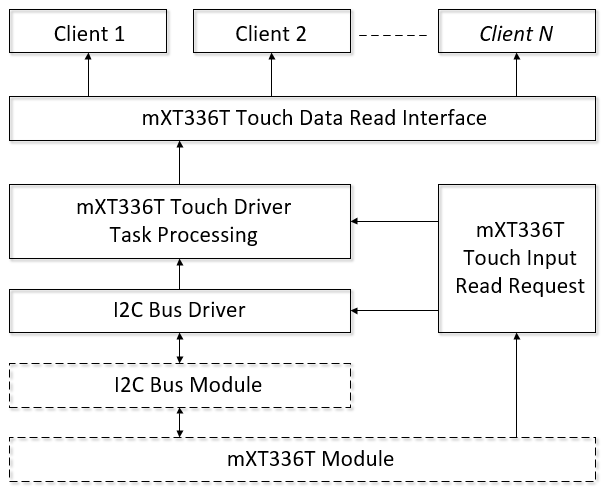 Client 1
Client 2
Client N
mXT336T Touch Data Read Interface
mXT336T Touch Driver
Task Processing
mXT336T
Touch Input
Read Request
I2C Bus Driver
I2C Bus Module
mXT336T Module